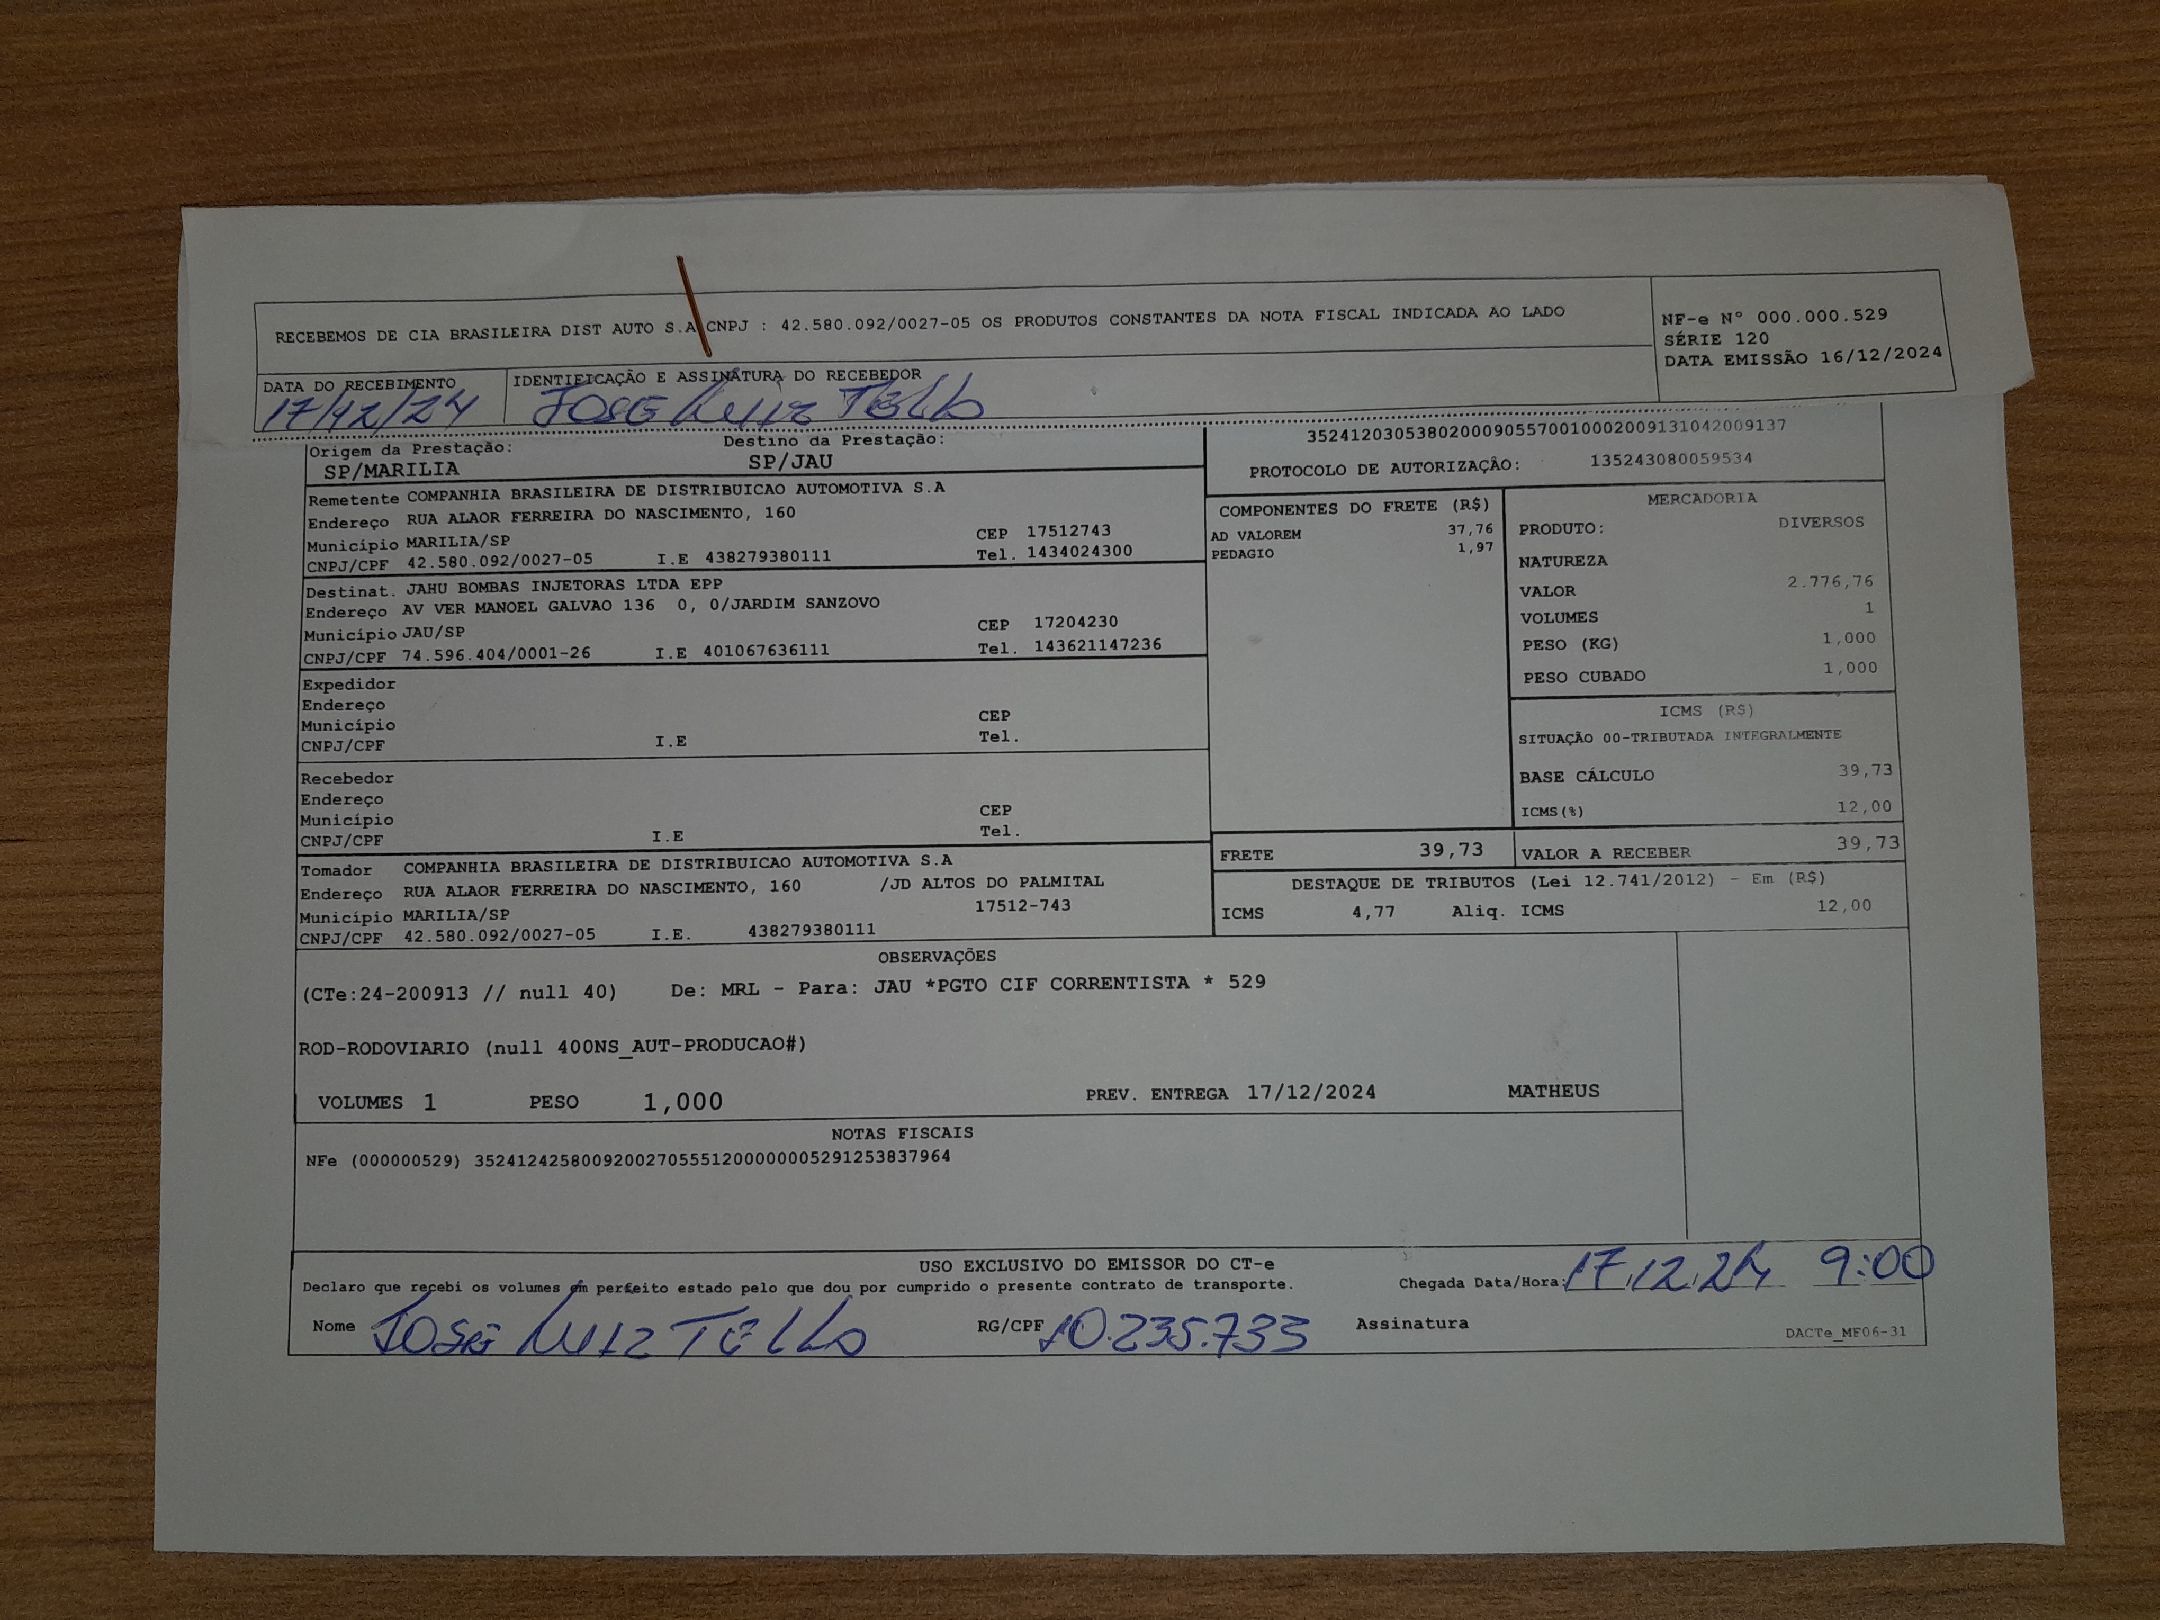 RECEBEMOS DE CIA BRASILEIRA DIST AUTO S.A CNPJ : 42.580.092/0027-05 OS PRODUTOS CONSTANTES DA NOTA FISCAL INDICADA AO LADO
NF-e Nº 000.000.529
SÉRIE 120
DATA EMISSÃO 16/12/2024
DATA DO RECEBIMENTO
17/12/24
IDENTIFICAÇÃO E ASSINATURA DO RECEBEDOR
JOSE LUIZ TELLO
Origem da Prestação:
SP/MARILIA
Destino da Prestação:
SP/JAU
35241203053802000905570010002009131042009137
PROTOCOLO DE AUTORIZAÇÃO: 135243080059534
Remetente COMPANHIA BRASILEIRA DE DISTRIBUICAO AUTOMOTIVA S.A
Endereço RUA ALAOR FERREIRA DO NASCIMENTO, 160
Município MARILIA/SP CEP 17512743
CNPJ/CPF 42.580.092/0027-05 I.E 438279380111 Tel. 1434024300
Destinat. JAHU BOMBAS INJETORAS LTDA EPP
Endereço AV VER MANOEL GALVAO 136 0, 0/JARDIM SANZOVO
Município JAU/SP CEP 17204230
CNPJ/CPF 74.596.404/0001-26 I.E 401067636111 Tel. 143621147236
Expedidor
Endereço
Município CEP
CNPJ/CPF I.E Tel.
Recebedor
Endereço
Município CEP
CNPJ/CPF I.E Tel.
Tomador COMPANHIA BRASILEIRA DE DISTRIBUICAO AUTOMOTIVA S.A
Endereço RUA ALAOR FERREIRA DO NASCIMENTO, 160 /JD ALTOS DO PALMITAL
Município MARILIA/SP 17512-743
CNPJ/CPF 42.580.092/0027-05 I.E. 438279380111
COMPONENTES DO FRETE (R$)
AD VALOREM 37,76
PEDAGIO 1,97
MERCADORIA
PRODUTO: DIVERSOS
NATUREZA
VALOR 2.776,76
VOLUMES 1
PESO (KG) 1,000
PESO CUBADO 1,000
ICMS (R$)
SITUAÇÃO 00-TRIBUTADA INTEGRALMENTE
BASE CÁLCULO 39,73
ICMS(%) 12,00
FRETE 39,73
VALOR A RECEBER 39,73
DESTAQUE DE TRIBUTOS (Lei 12.741/2012) - Em (R$)
ICMS 4,77 Aliq. ICMS 12,00
OBSERVAÇÕES
(CTe:24-200913 // null 40) De: MRL - Para: JAU *PGTO CIF CORRENTISTA * 529
ROD-RODOVIARIO (null 400NS_AUT-PRODUCAO#)
VOLUMES 1 PESO 1,000 PREV. ENTREGA 17/12/2024 MATHEUS
NOTAS FISCAIS
NFe (000000529) 35241242580092002705551200000005291253837964
USO EXCLUSIVO DO EMISSOR DO CT-e
Declaro que recebi os volumes em perfeito estado pelo que dou por cumprido o presente contrato de transporte.
Chegada Data/Hora: 17.12.24 9:00
Nome JOSE LUIZ TELLO RG/CPF 10.235.733 Assinatura
DACTe_MF06-31